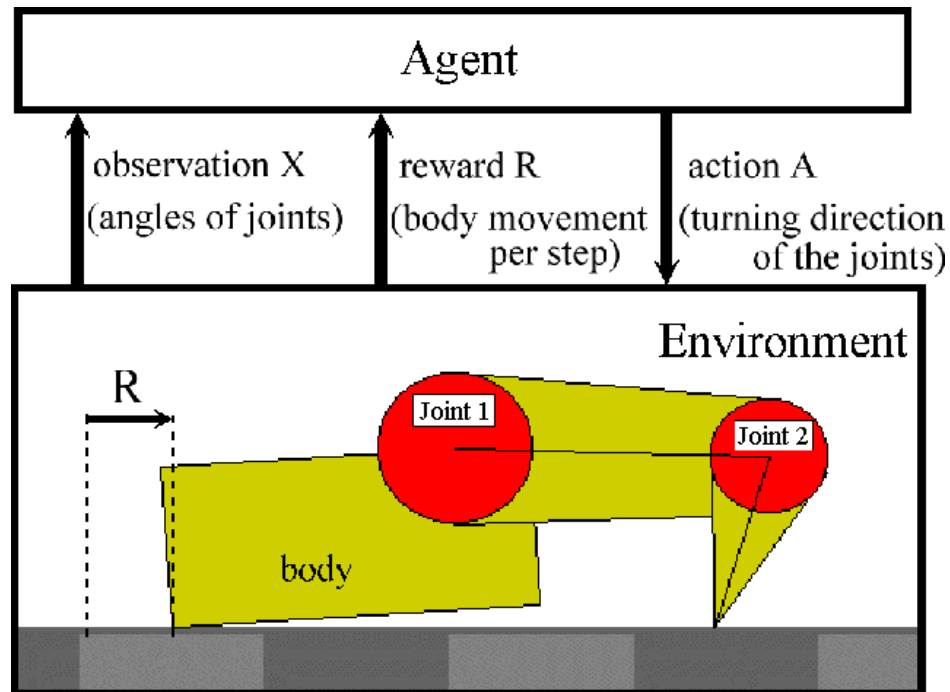 Agent
observation X
(angles of joints)
reward R
(body movement
per step)
action A
(turning direction
of the joints)
Environment
R
Joint 1
Joint 2
body